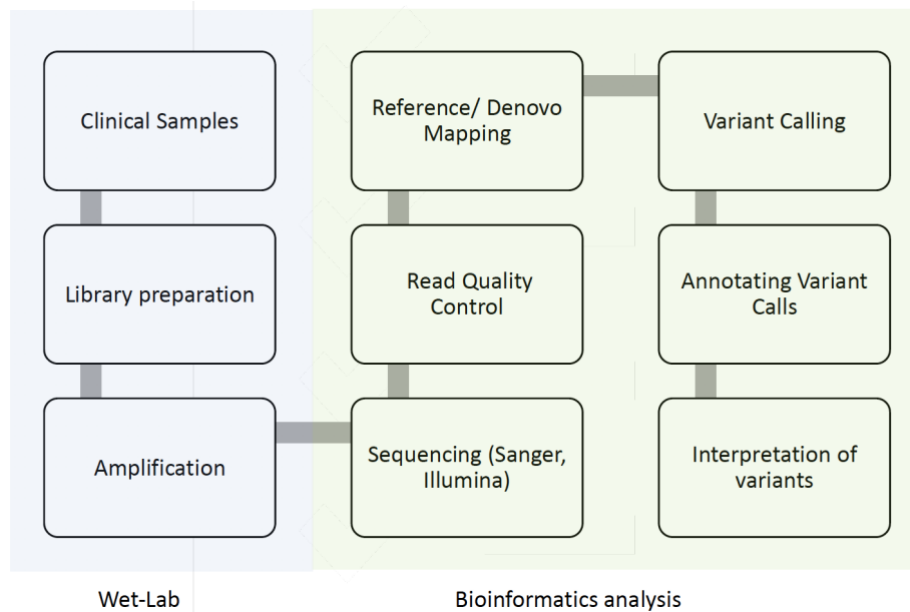 Clinical Samples
Library preparation
Amplification
Sequencing (Sanger,
Illumina)
Read Quality
Control
Reference/ Denovo
Mapping
Variant Calling
Annotating Variant
Calls
Interpretation of
variants
Wet-Lab
Bioinformatics analysis